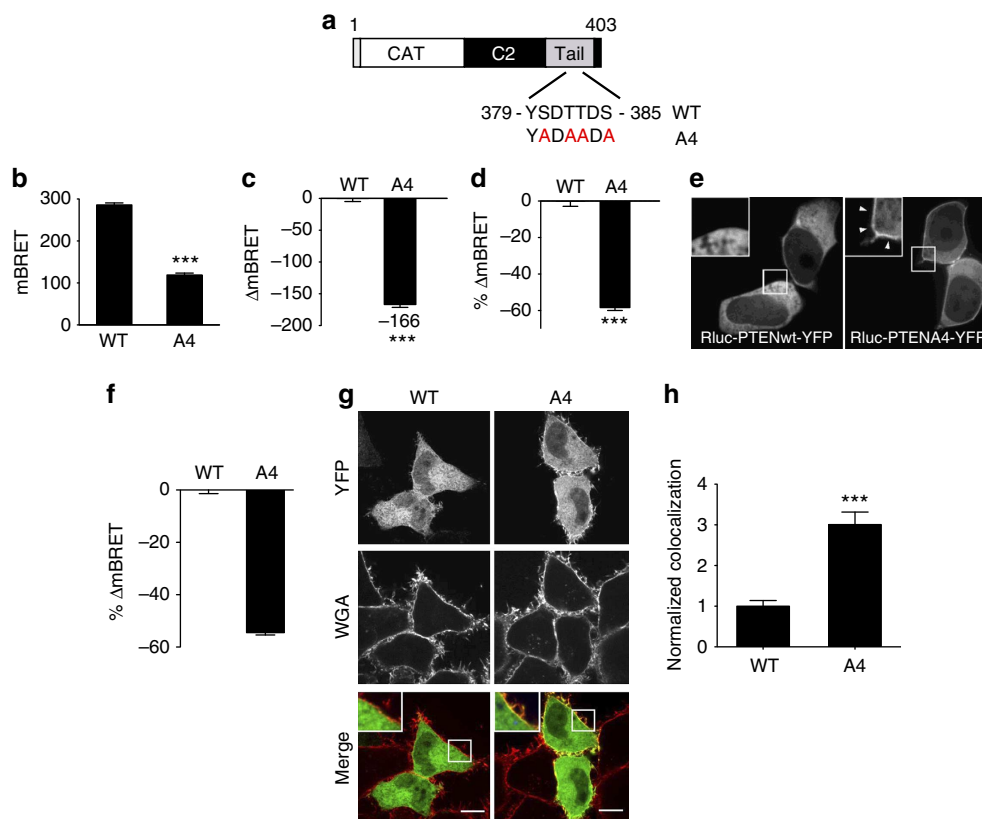 a
1 403
CAT C2 Tail
379 - YSDTTDS - 385 WT
YADAADA A4
b
mBRET
300
200
100
0
WT A4
***
c
ΔmBRET
WT A4
0
−50
−100
−150
−200
−166
***
d
% ΔmBRET
WT A4
0
−20
−40
−60
***
e
Rluc-PTENwt-YFP Rluc-PTENA4-YFP
f
% ΔmBRET
WT A4
0
−20
−40
−60
g
WT A4
YFP
WGA
Merge
h
Normalized colocalization
4
3
2
1
0
***
WT A4